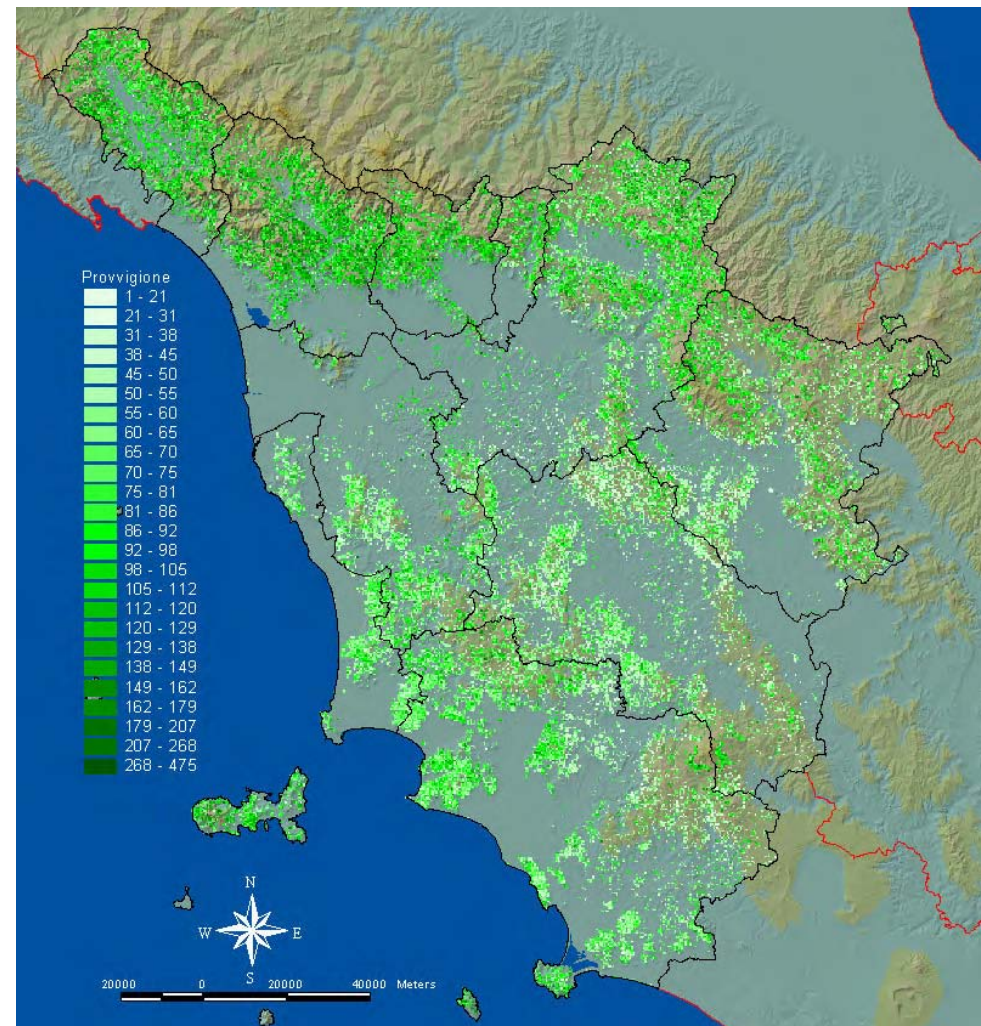 Provvigione
1 - 21
21 - 31
31 - 38
38 - 45
45 - 50
50 - 55
55 - 60
60 - 65
65 - 70
70 - 75
75 - 81
81 - 86
86 - 92
92 - 98
98 - 105
105 - 112
112 - 120
120 - 129
129 - 138
138 - 149
149 - 162
162 - 179
179 - 207
207 - 268
268 - 475
N
W E
S
20000 0 20000 40000 Meters